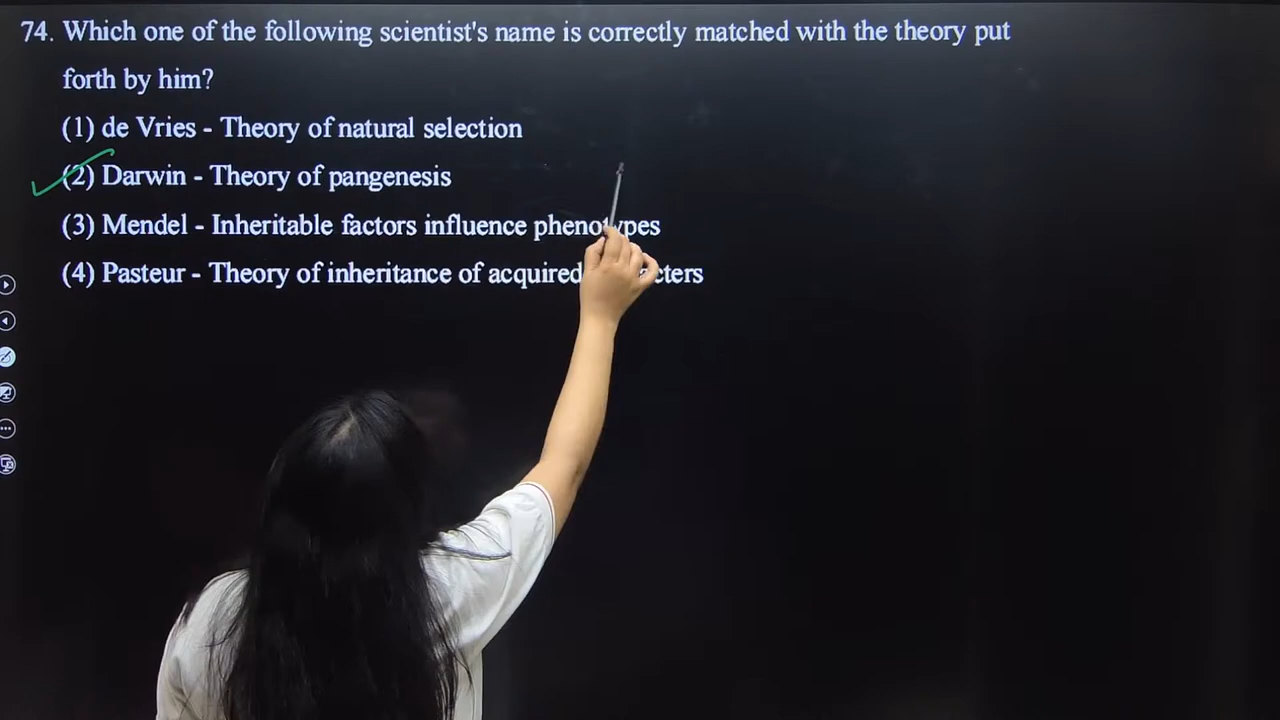 74. Which one of the following scientist's name is correctly matched with the theory put
forth by him?
(1) de Vries - Theory of natural selection
(2) Darwin - Theory of pangenesis
(3) Mendel - Inheritable factors influence phenotypes
(4) Pasteur - Theory of inheritance of acquired